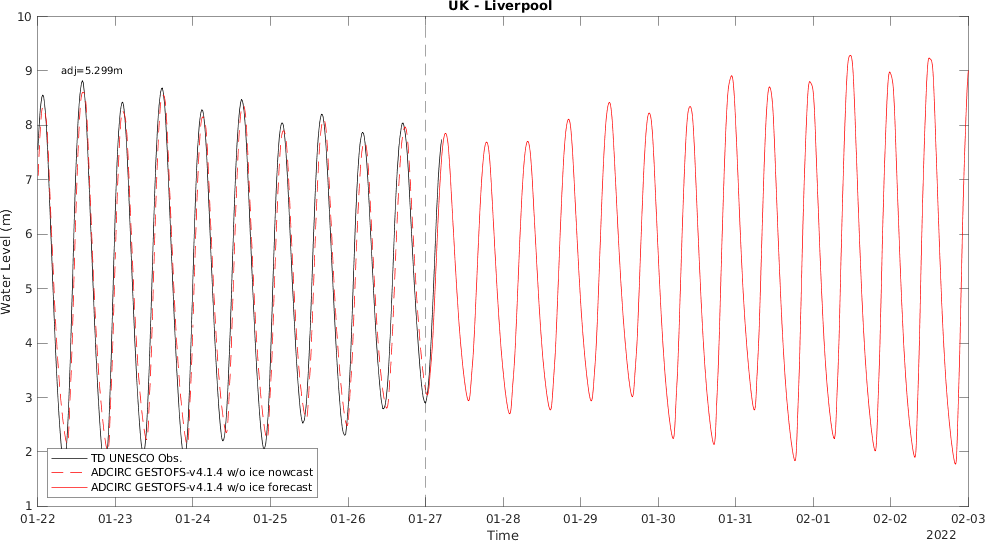 UK - Liverpool
10
9
8
7
6
5
4
3
2
1
Water Level (m)
adj=5.299m
TD UNESCO Obs.
ADCIRC GESTOFS-v4.1.4 w/o ice nowcast
ADCIRC GESTOFS-v4.1.4 w/o ice forecast
01-22 01-23 01-24 01-25 01-26 01-27 01-28 01-29 01-30 01-31 02-01 02-02 02-03
Time
2022